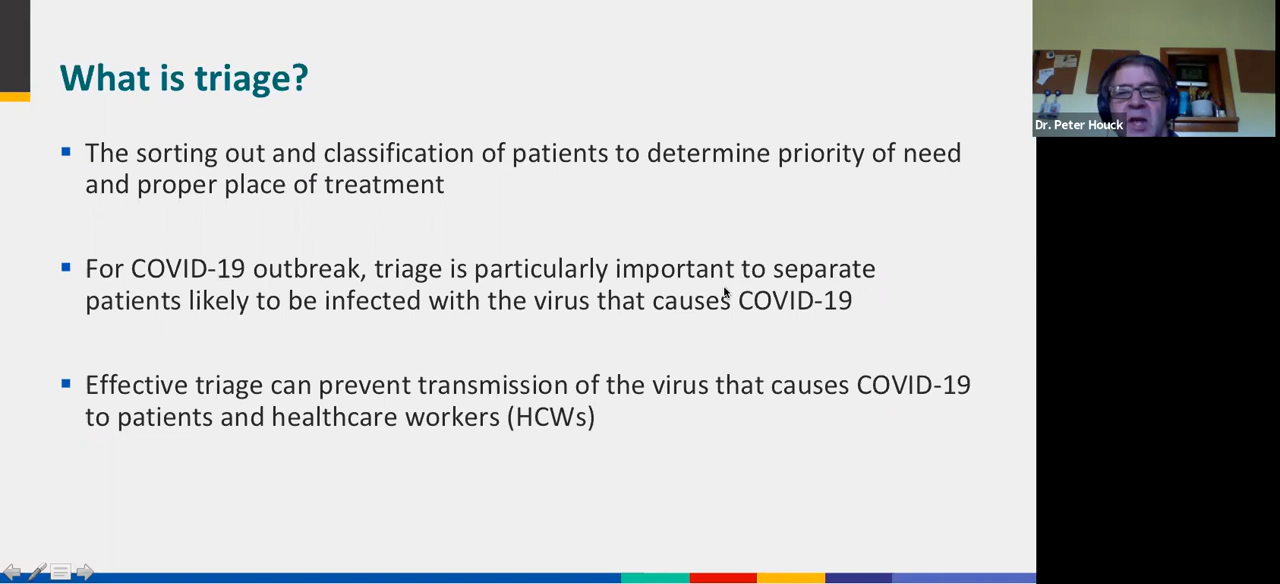 What is triage?
The sorting out and classification of patients to determine priority of need
and proper place of treatment
For COVID-19 outbreak, triage is particularly important to separate
patients likely to be infected with the virus that causes COVID-19
Effective triage can prevent transmission of the virus that causes COVID-19
to patients and healthcare workers (HCWs)
Dr. Peter Houck